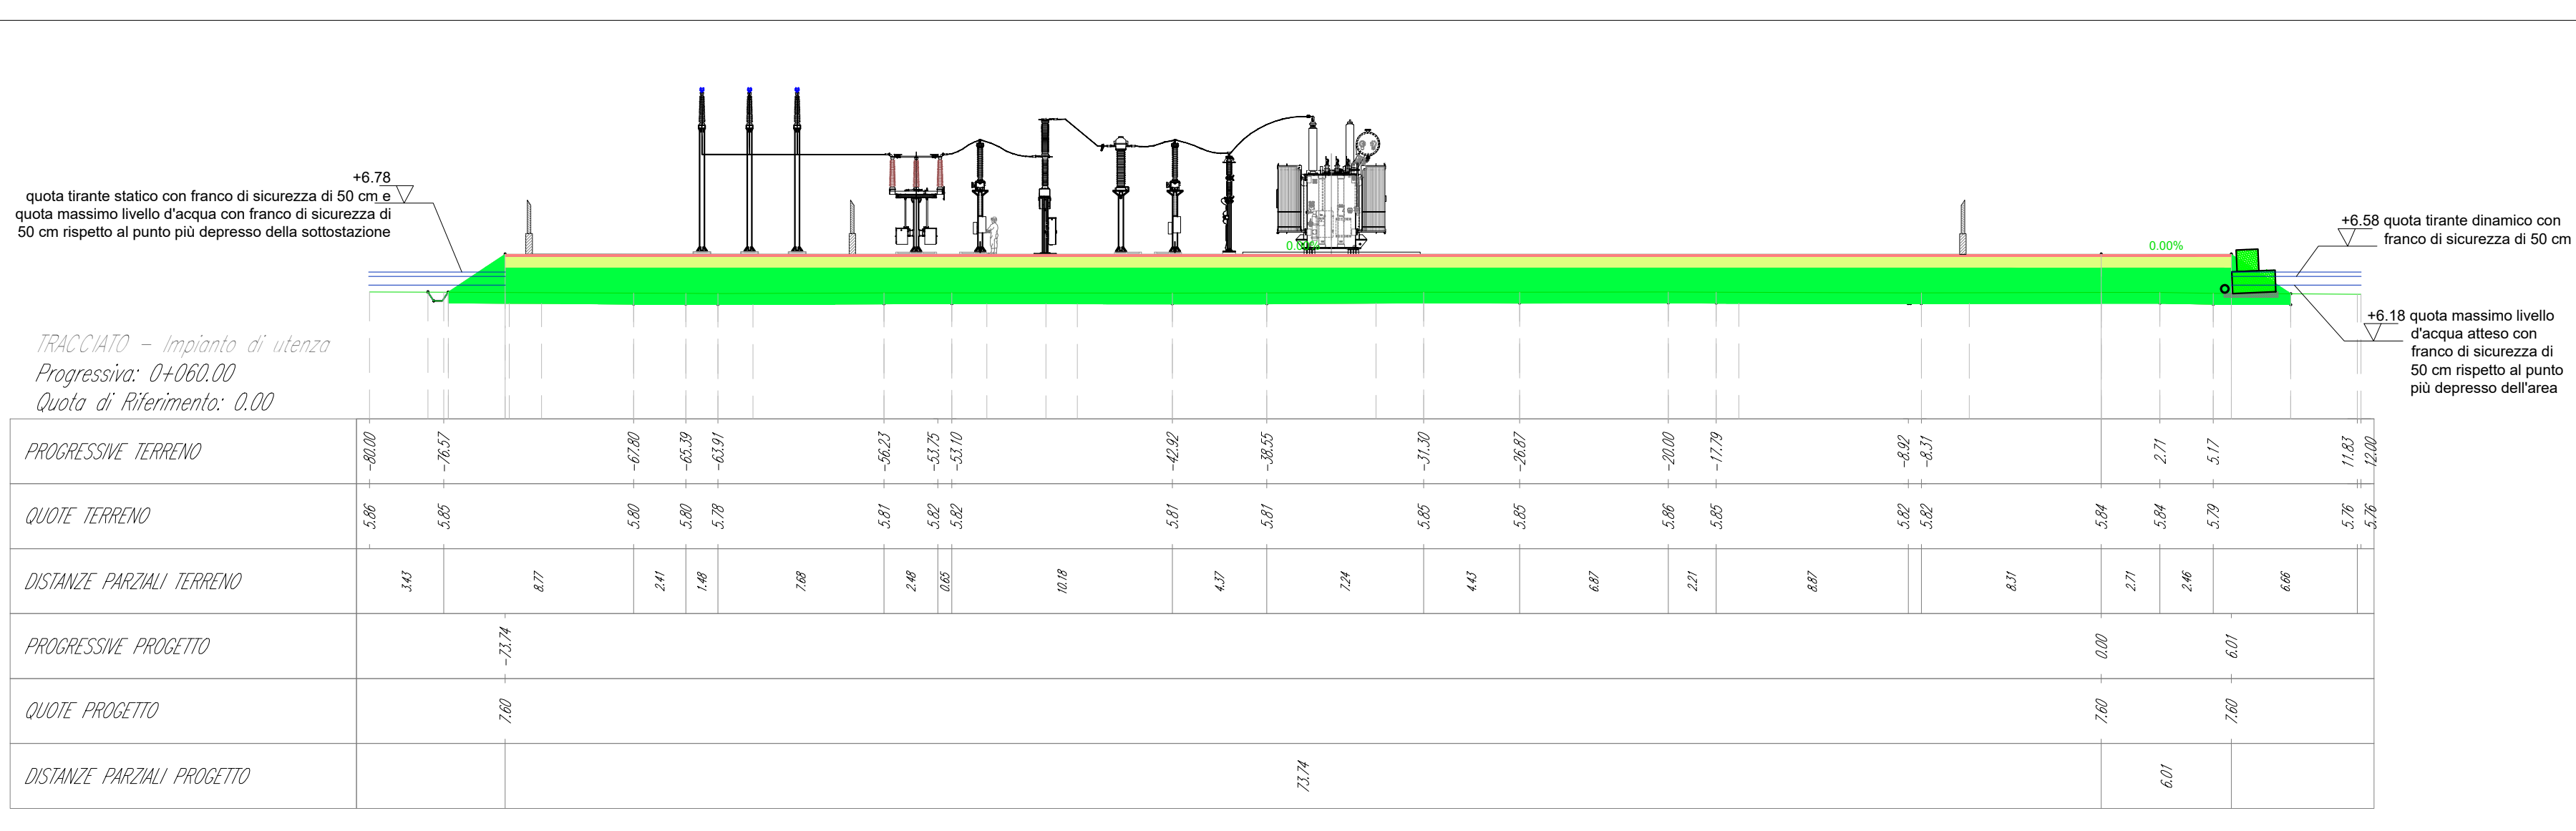 +6.78
quota tirante statico con franco di sicurezza di 50 cm e
quota massimo livello d'acqua con franco di sicurezza di
50 cm rispetto al punto più depresso della sottostazione
0.00%
0.00%
+6.58 quota tirante dinamico con
franco di sicurezza di 50 cm
+6.18 quota massimo livello
d'acqua atteso con
franco di sicurezza di
50 cm rispetto al punto
più depresso dell'area
TRACCIATO - Impianto di utenza
Progressiva: 0+060.00
Quota di Riferimento: 0.00
PROGRESSIVE TERRENO -80.00 -76.57 -67.80 -65.39 -63.91 -56.23 -53.75 -53.10 -42.92 -38.55 -31.30 -26.87 -20.00 -17.79 -8.92 -8.31 2.71 5.17 11.83 12.00
QUOTE TERRENO 5.86 5.85 5.80 5.80 5.78 5.81 5.82 5.82 5.81 5.81 5.85 5.85 5.86 5.85 5.82 5.82 5.84 5.84 5.79 5.76 5.76
DISTANZE PARZIALI TERRENO 3.43 8.77 2.41 1.48 7.68 2.48 0.65 10.18 4.37 7.24 4.43 6.87 2.21 8.87 8.31 2.71 2.46 6.66
PROGRESSIVE PROGETTO -73.74 0.00 6.01
QUOTE PROGETTO 7.60 7.60 7.60
DISTANZE PARZIALI PROGETTO 73.74 6.01